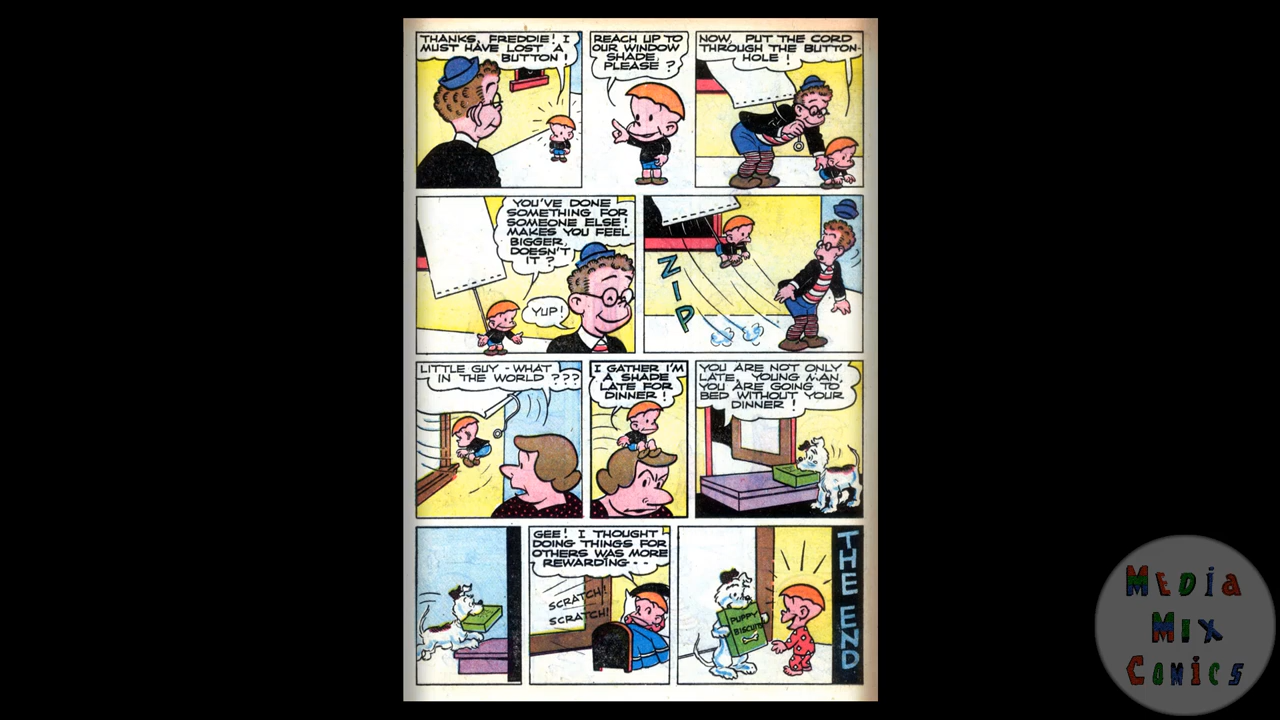 THANKS, FREDDIE! I
MUST HAVE LOST A
BUTTON!
REACH UP TO
OUR WINDOW
SHADE,
PLEASE?
NOW, PUT THE CORD
THROUGH THE BUTTON-
HOLE!
YOU'VE DONE
SOMETHING FOR
SOMEONE ELSE!
MAKES YOU FEEL
BIGGER,
DOESN'T
IT?
YUP!
ZIP
LITTLE GUY - WHAT
IN THE WORLD???
I GATHER I'M
A SHADE
LATE FOR
DINNER!
YOU ARE NOT ONLY
LATE, YOUNG MAN,
YOU ARE GOING TO
BED WITHOUT YOUR
DINNER!
GEE! I THOUGHT
DOING THINGS FOR
OTHERS WAS MORE
REWARDING--
SCRATCH!
SCRATCH!
PUPPY
BISCUITS
THE END
MEDiA
MiX
COMiCS